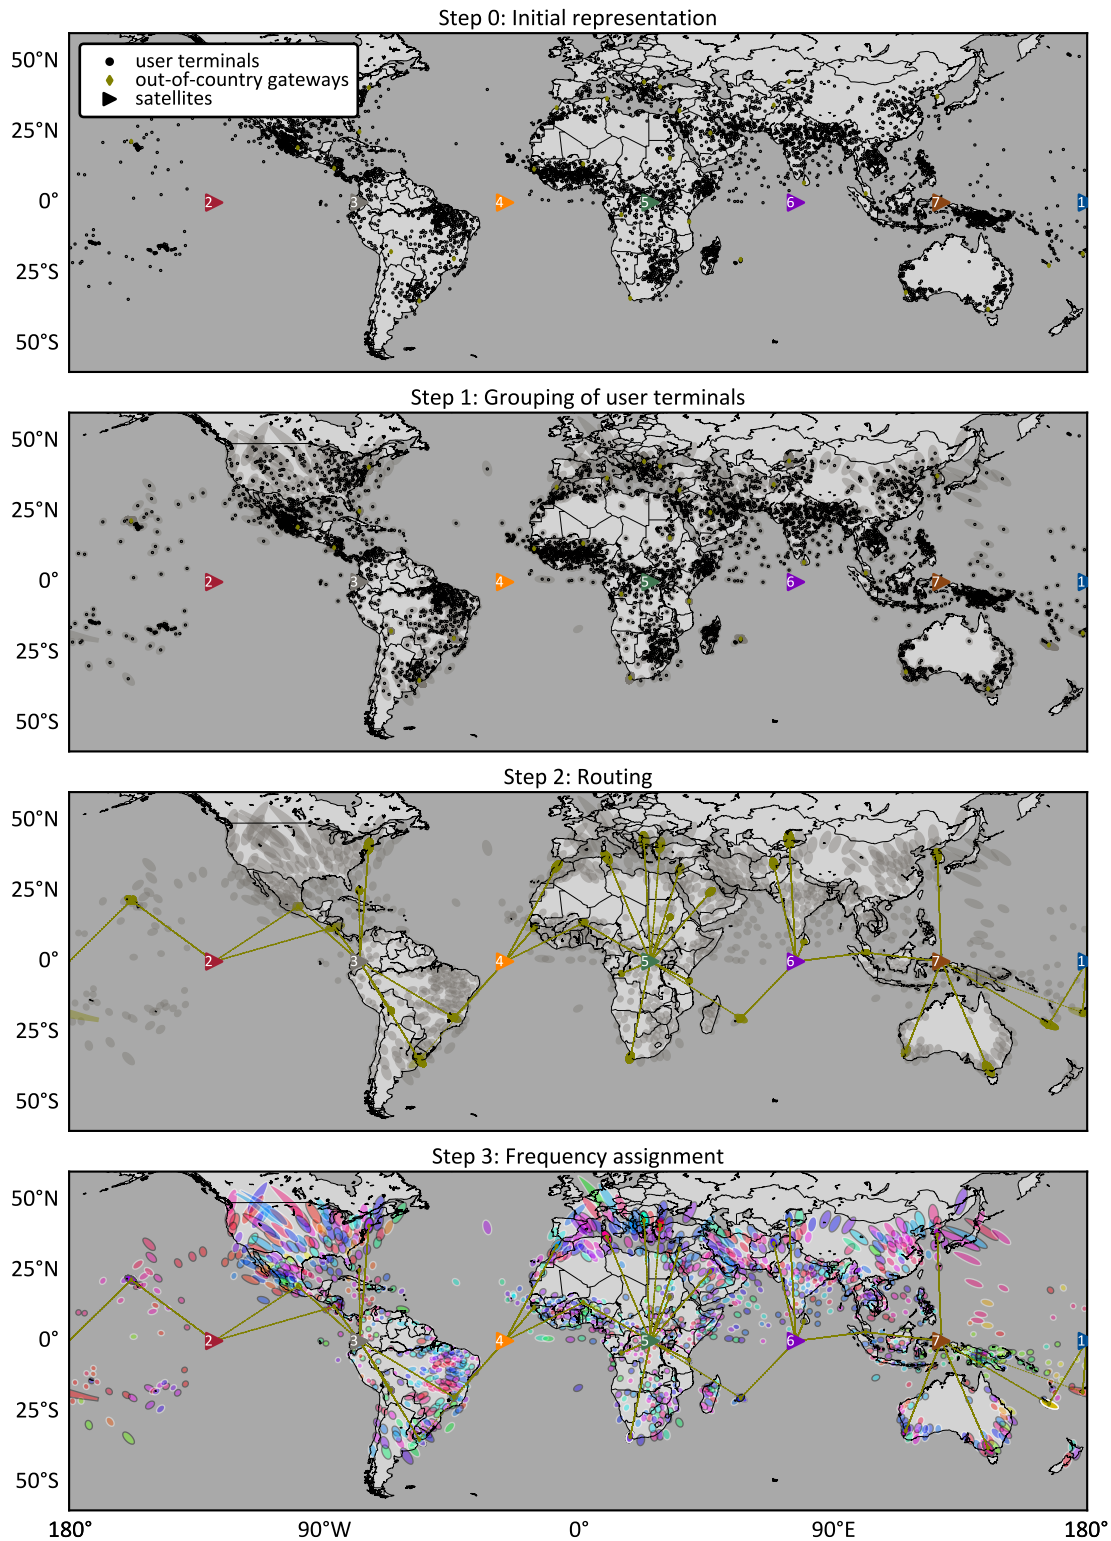 Step 0: Initial representation
50°N
25°N
0°
25°S
50°S
user terminals
out-of-country gateways
satellites
2 3 4 5 6 7 1
Step 1: Grouping of user terminals
50°N
25°N
0°
25°S
50°S
2 3 4 5 6 7 1
Step 2: Routing
50°N
25°N
0°
25°S
50°S
2 3 4 5 6 7 1
Step 3: Frequency assignment
50°N
25°N
0°
25°S
50°S
2 3 4 5 6 7 1
180° 90°W 0° 90°E 180°